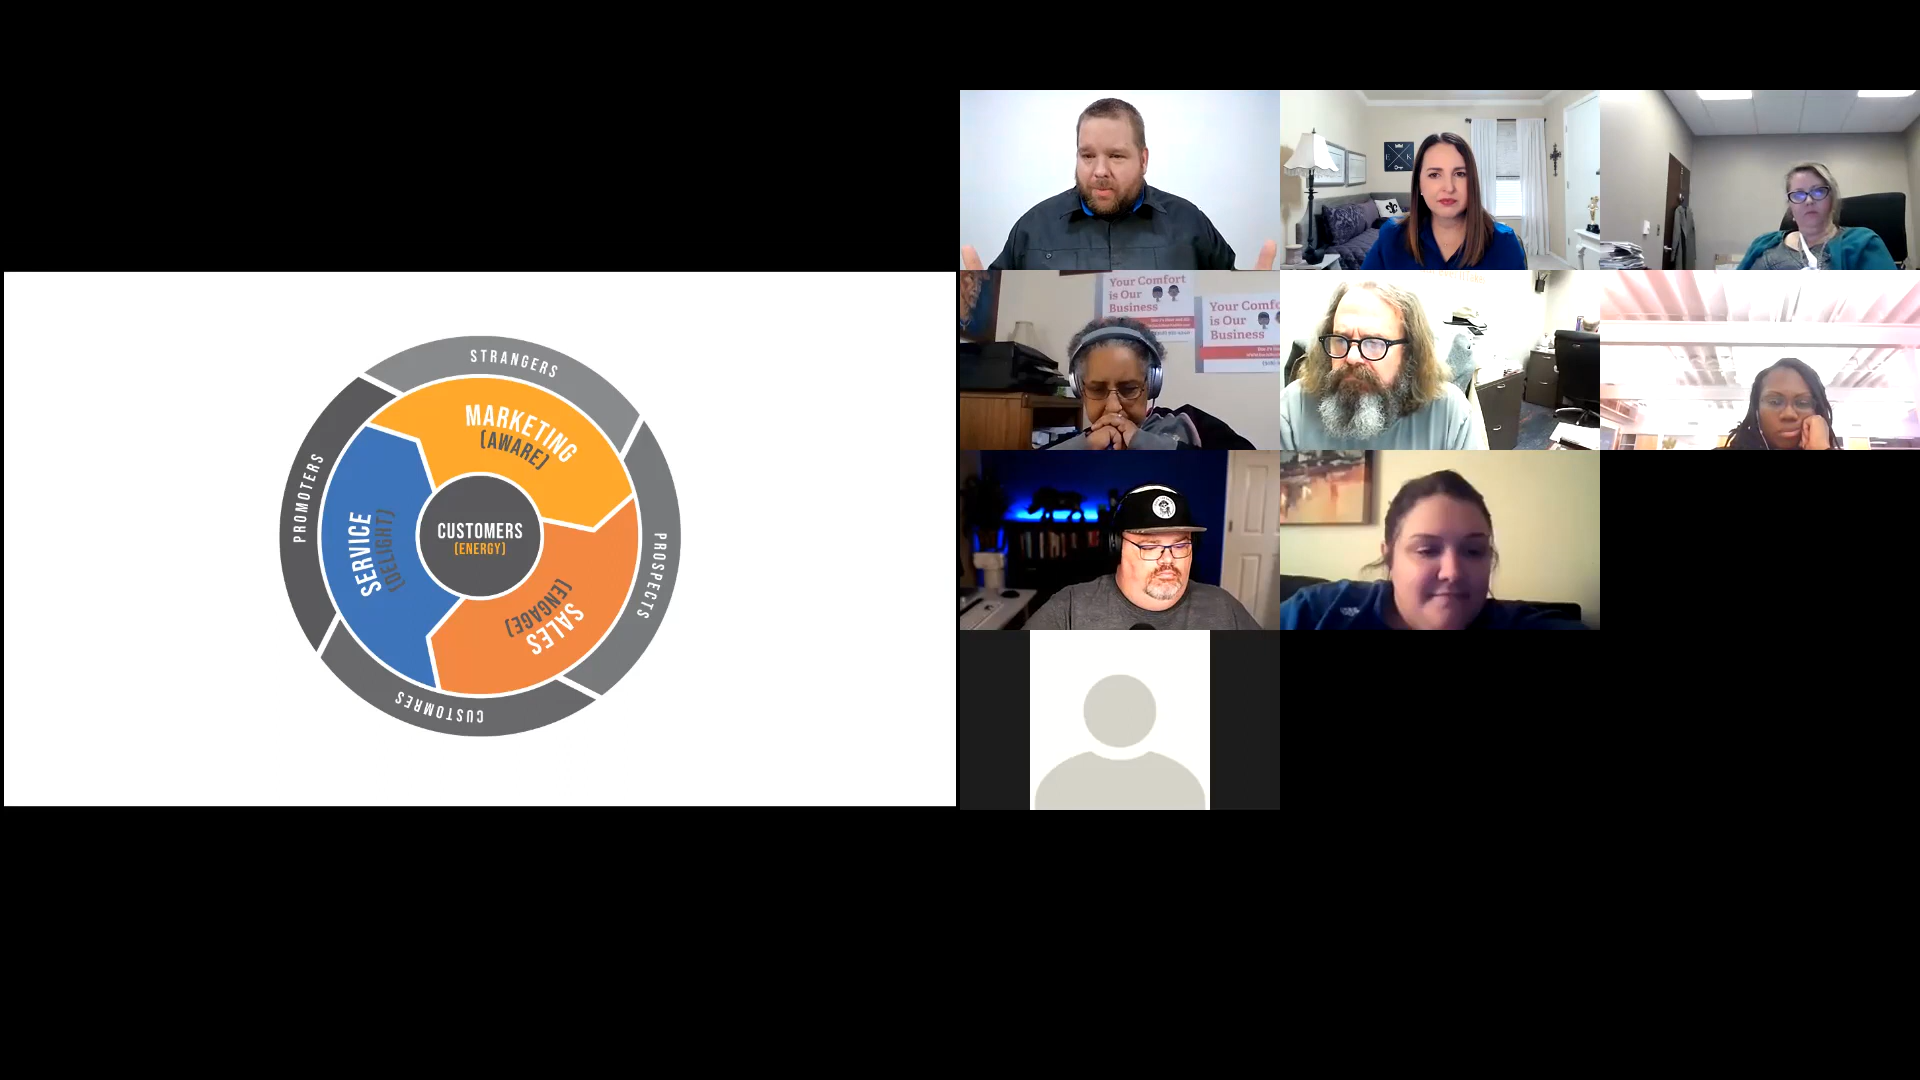 STRANGERS
PROMOTERS
MARKETING
(AWARE)
SERVICE
(DELIGHT)
CUSTOMERS
(ENERGY)
SALES
(ENGAGE)
PROSPECTS
CUSTOMRES
Your Comfort
is Our
Business
Your Comfo
is Our
Business